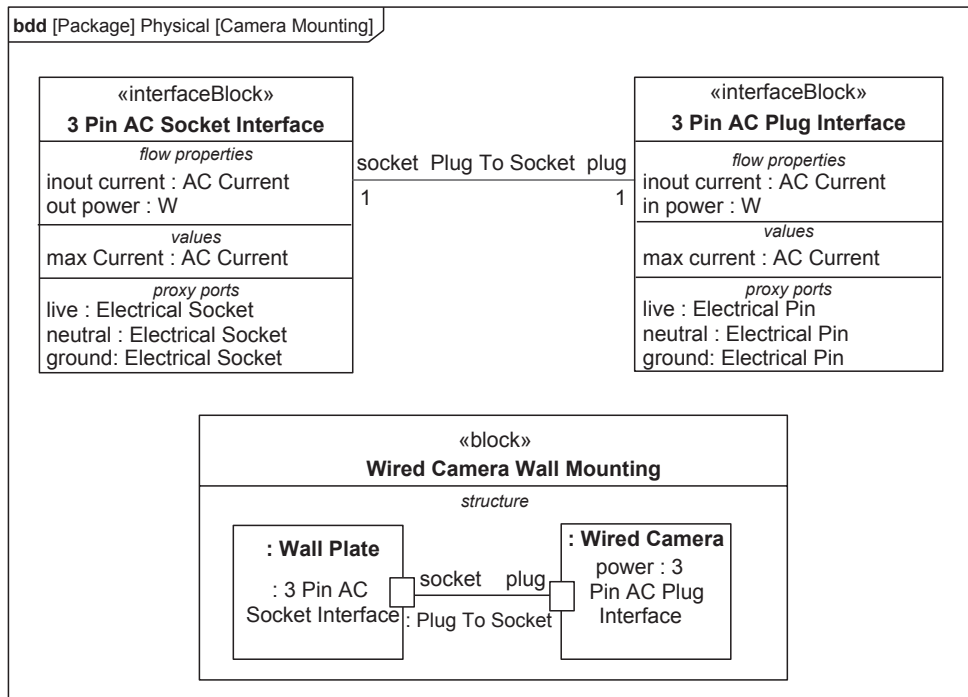 bdd [Package] Physical [Camera Mounting]
«interfaceBlock»
3 Pin AC Socket Interface
flow properties
inout current : AC Current
out power : W
values
max Current : AC Current
proxy ports
live : Electrical Socket
neutral : Electrical Socket
ground: Electrical Socket
socket Plug To Socket plug
1 1
«interfaceBlock»
3 Pin AC Plug Interface
flow properties
inout current : AC Current
in power : W
values
max current : AC Current
proxy ports
live : Electrical Pin
neutral : Electrical Pin
ground: Electrical Pin
«block»
Wired Camera Wall Mounting
structure
: Wall Plate
: 3 Pin AC
Socket Interface
socket plug
: Plug To Socket
: Wired Camera
power : 3
Pin AC Plug
Interface